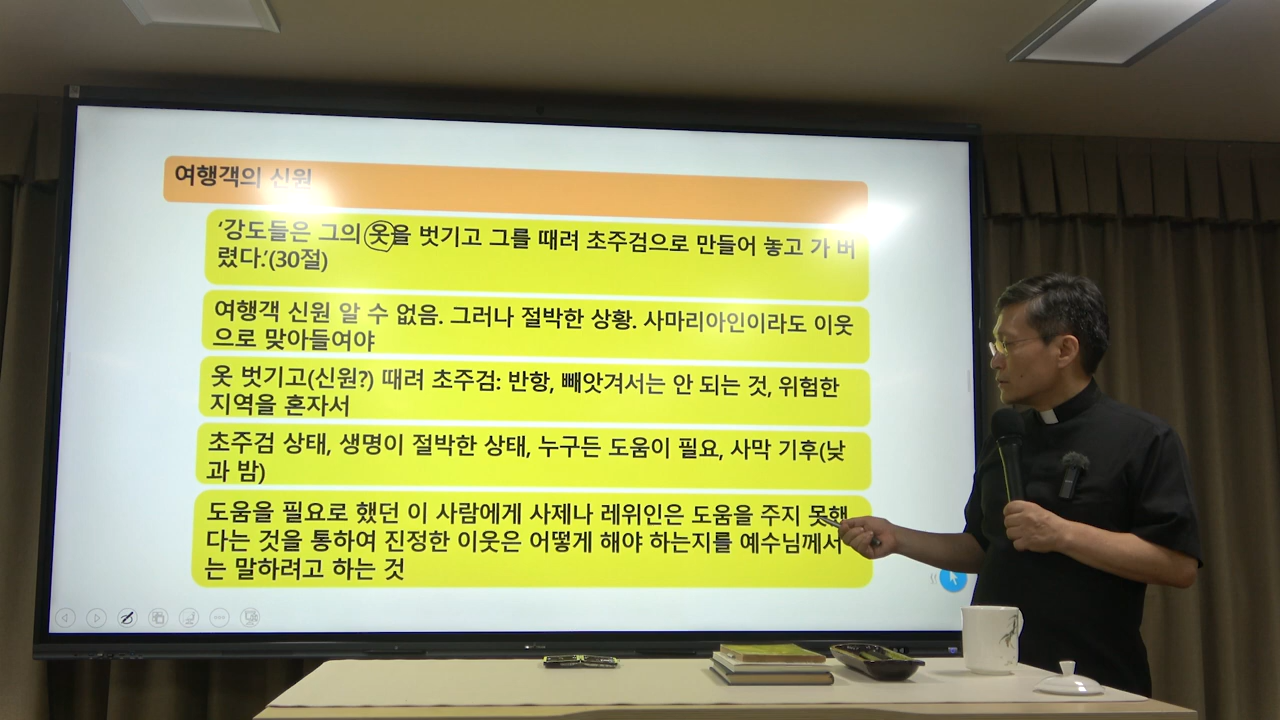 여행객의 신원
‘강도들은 그의 옷을 벗기고 그를 때려 초주검으로 만들어 놓고 가 버
렸다.’(30절)
여행객 신원 알 수 없음. 그러나 절박한 상황. 사마리아인이라도 이웃
으로 맞아들여야
옷 벗기고(신원?) 때려 초주검: 반항, 빼앗겨서는 안 되는 것, 위험한
지역을 혼자서
초주검 상태, 생명이 절박한 상태, 누구든 도움이 필요, 사막 기후(낮
과 밤)
도움을 필요로 했던 이 사람에게 사제나 레위인은 도움을 주지 못했
다는 것을 통하여 진정한 이웃은 어떻게 해야 하는지를 예수님께서
는 말하려고 하는 것